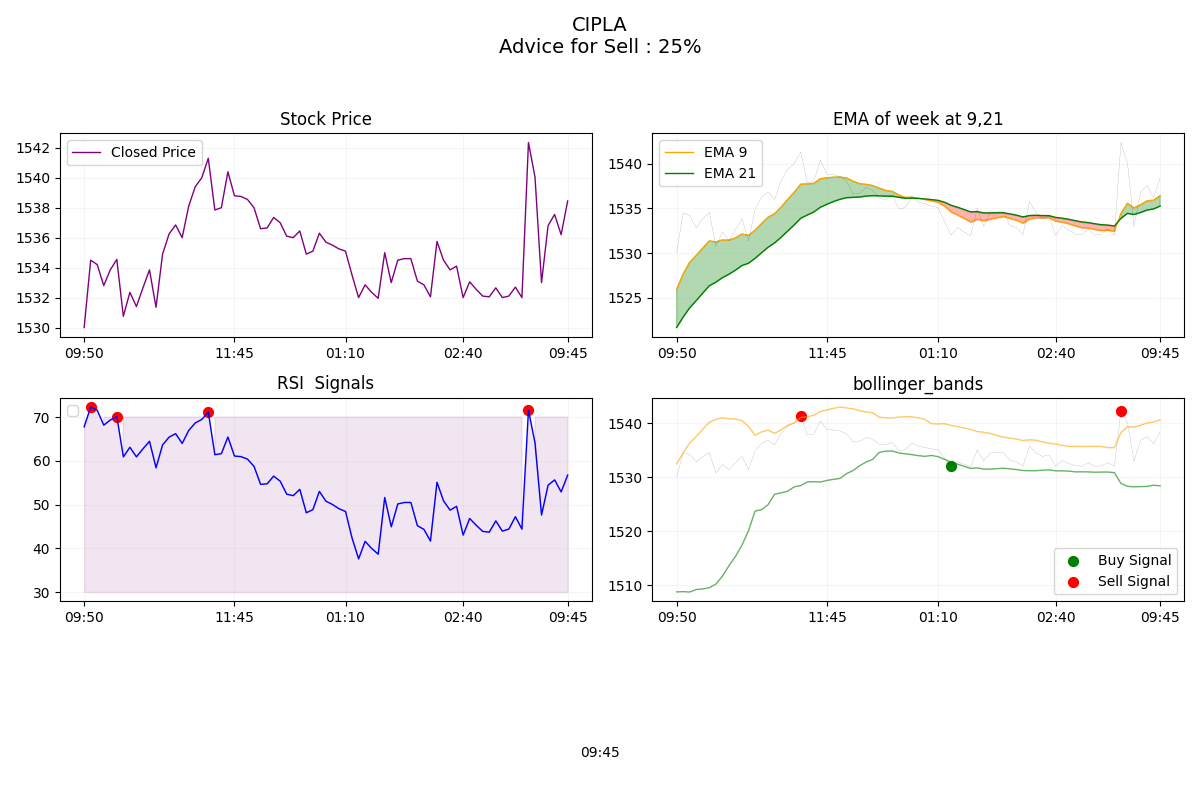 CIPLA
Advice for Sell : 25%
Stock Price
Closed Price
1542
1540
1538
1536
1534
1532
1530
09:50 11:45 01:10 02:40 09:45
EMA of week at 9,21
EMA 9
EMA 21
1540
1535
1530
1525
09:50 11:45 01:10 02:40 09:45
RSI  Signals
70
60
50
40
30
09:50 11:45 01:10 02:40 09:45
bollinger_bands
1540
1530
1520
1510
Buy Signal
Sell Signal
09:50 11:45 01:10 02:40 09:45
09:45